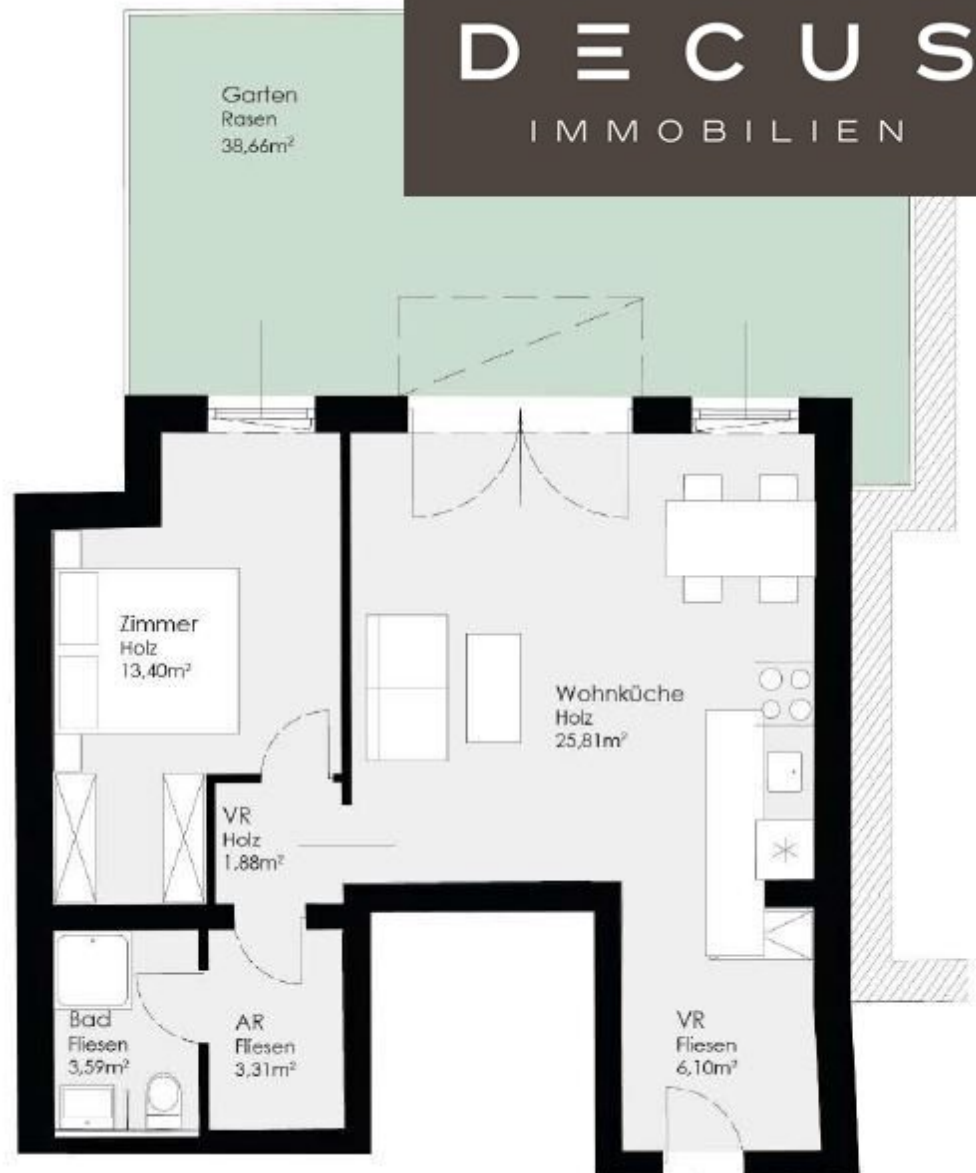 DECUS
IMMOBILIEN
Garten
Rasen
38,66m²
Zimmer
Holz
13,40m²
Wohnküche
Holz
25,81m²
VR
Holz
1,88m²
Bad
Fliesen
3,59m²
AR
Fliesen
3,31m²
VR
Fliesen
6,10m²